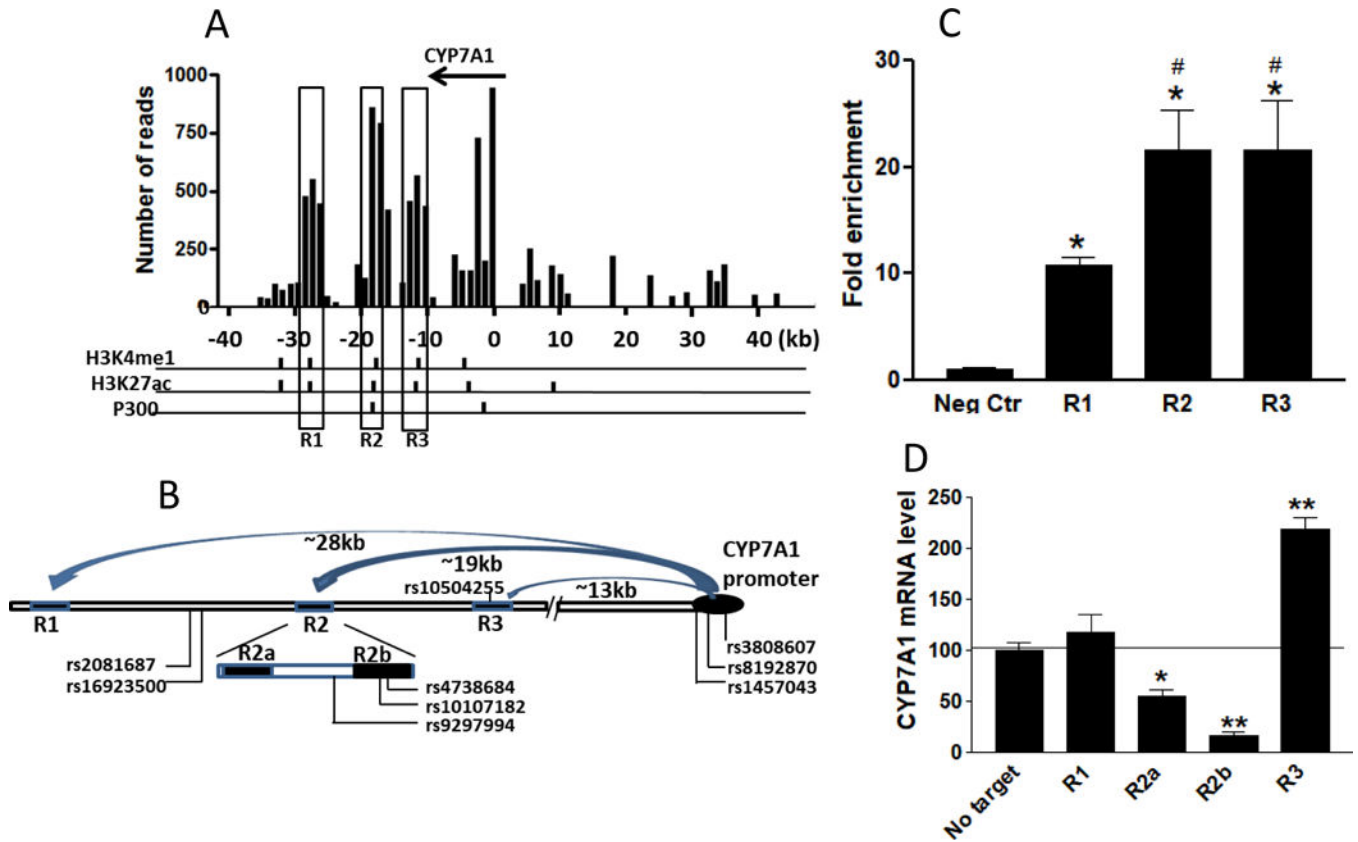 A
CYP7A1
Number of reads
1000
750
500
250
0
-40 -30 -20 -10 0 10 20 30 40 (kb)
H3K4me1
H3K27ac
P300
R1 R2 R3
B
~28kb
~19kb
rs10504255
~13kb
CYP7A1
promoter
R1
R2
R3
rs2081687
rs16923500
R2a
R2b
rs4738684
rs10107182
rs9297994
rs3808607
rs8192870
rs1457043
C
Fold enrichment
30
20
10
0
*
# *
# *
Neg Ctr R1 R2 R3
D
CYP7A1 mRNA level
250
200
150
100
50
0
*
**
**
No target R1 R2a R2b R3